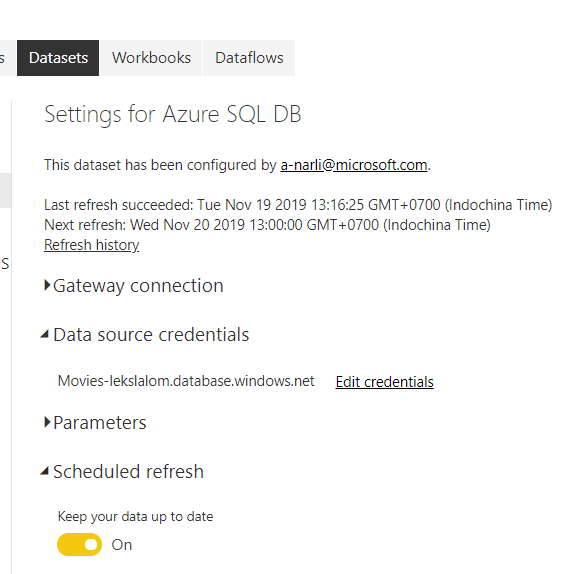 s Datasets Workbooks Dataflows
Settings for Azure SQL DB
This dataset has been configured by a-narli@microsoft.com.
Last refresh succeeded: Tue Nov 19 2019 13:16:25 GMT+0700 (Indochina Time)
Next refresh: Wed Nov 20 2019 13:00:00 GMT+0700 (Indochina Time)
Refresh history
s
Gateway connection
Data source credentials
Movies-lekslalom.database.windows.net Edit credentials
Parameters
Scheduled refresh
Keep your data up to date
On